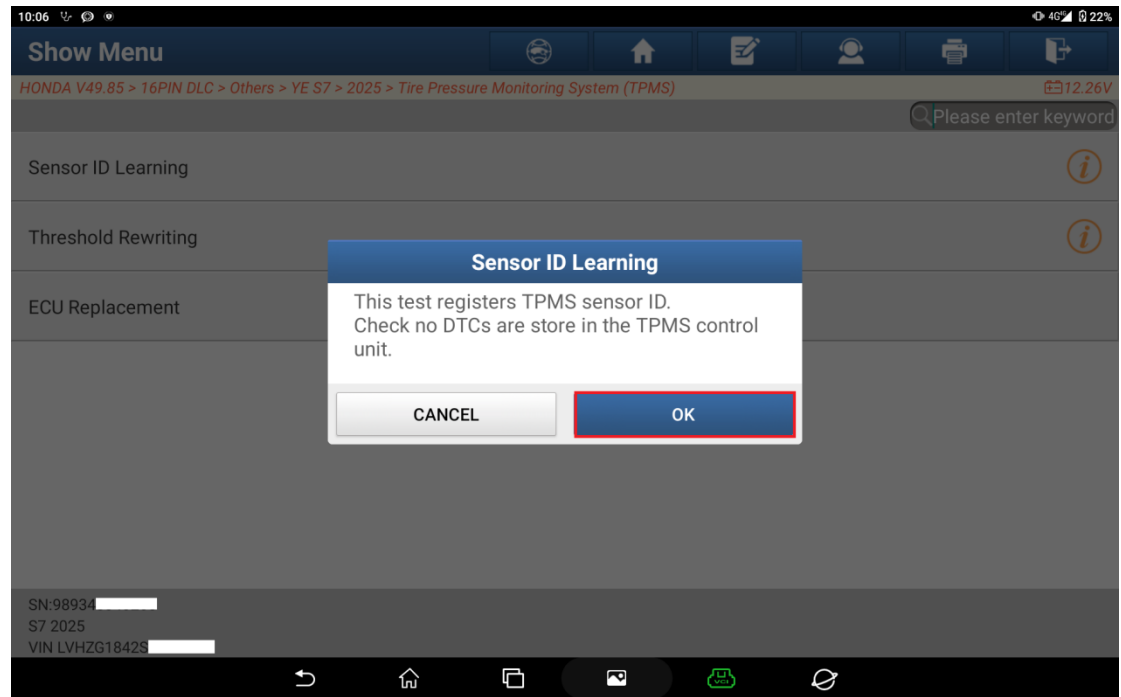 10:06 4G 22%
Show Menu
HONDA V49.85 > 16PIN DLC > Others > YE S7 > 2025 > Tire Pressure Monitoring System (TPMS) 12.26V
Please enter keyword
Sensor ID Learning
Threshold Rewriting
ECU Replacement
Sensor ID Learning
This test registers TPMS sensor ID.
Check no DTCs are store in the TPMS control
unit.
CANCEL OK
SN:98934
S7 2025
VIN LVHZG1842S
VCI